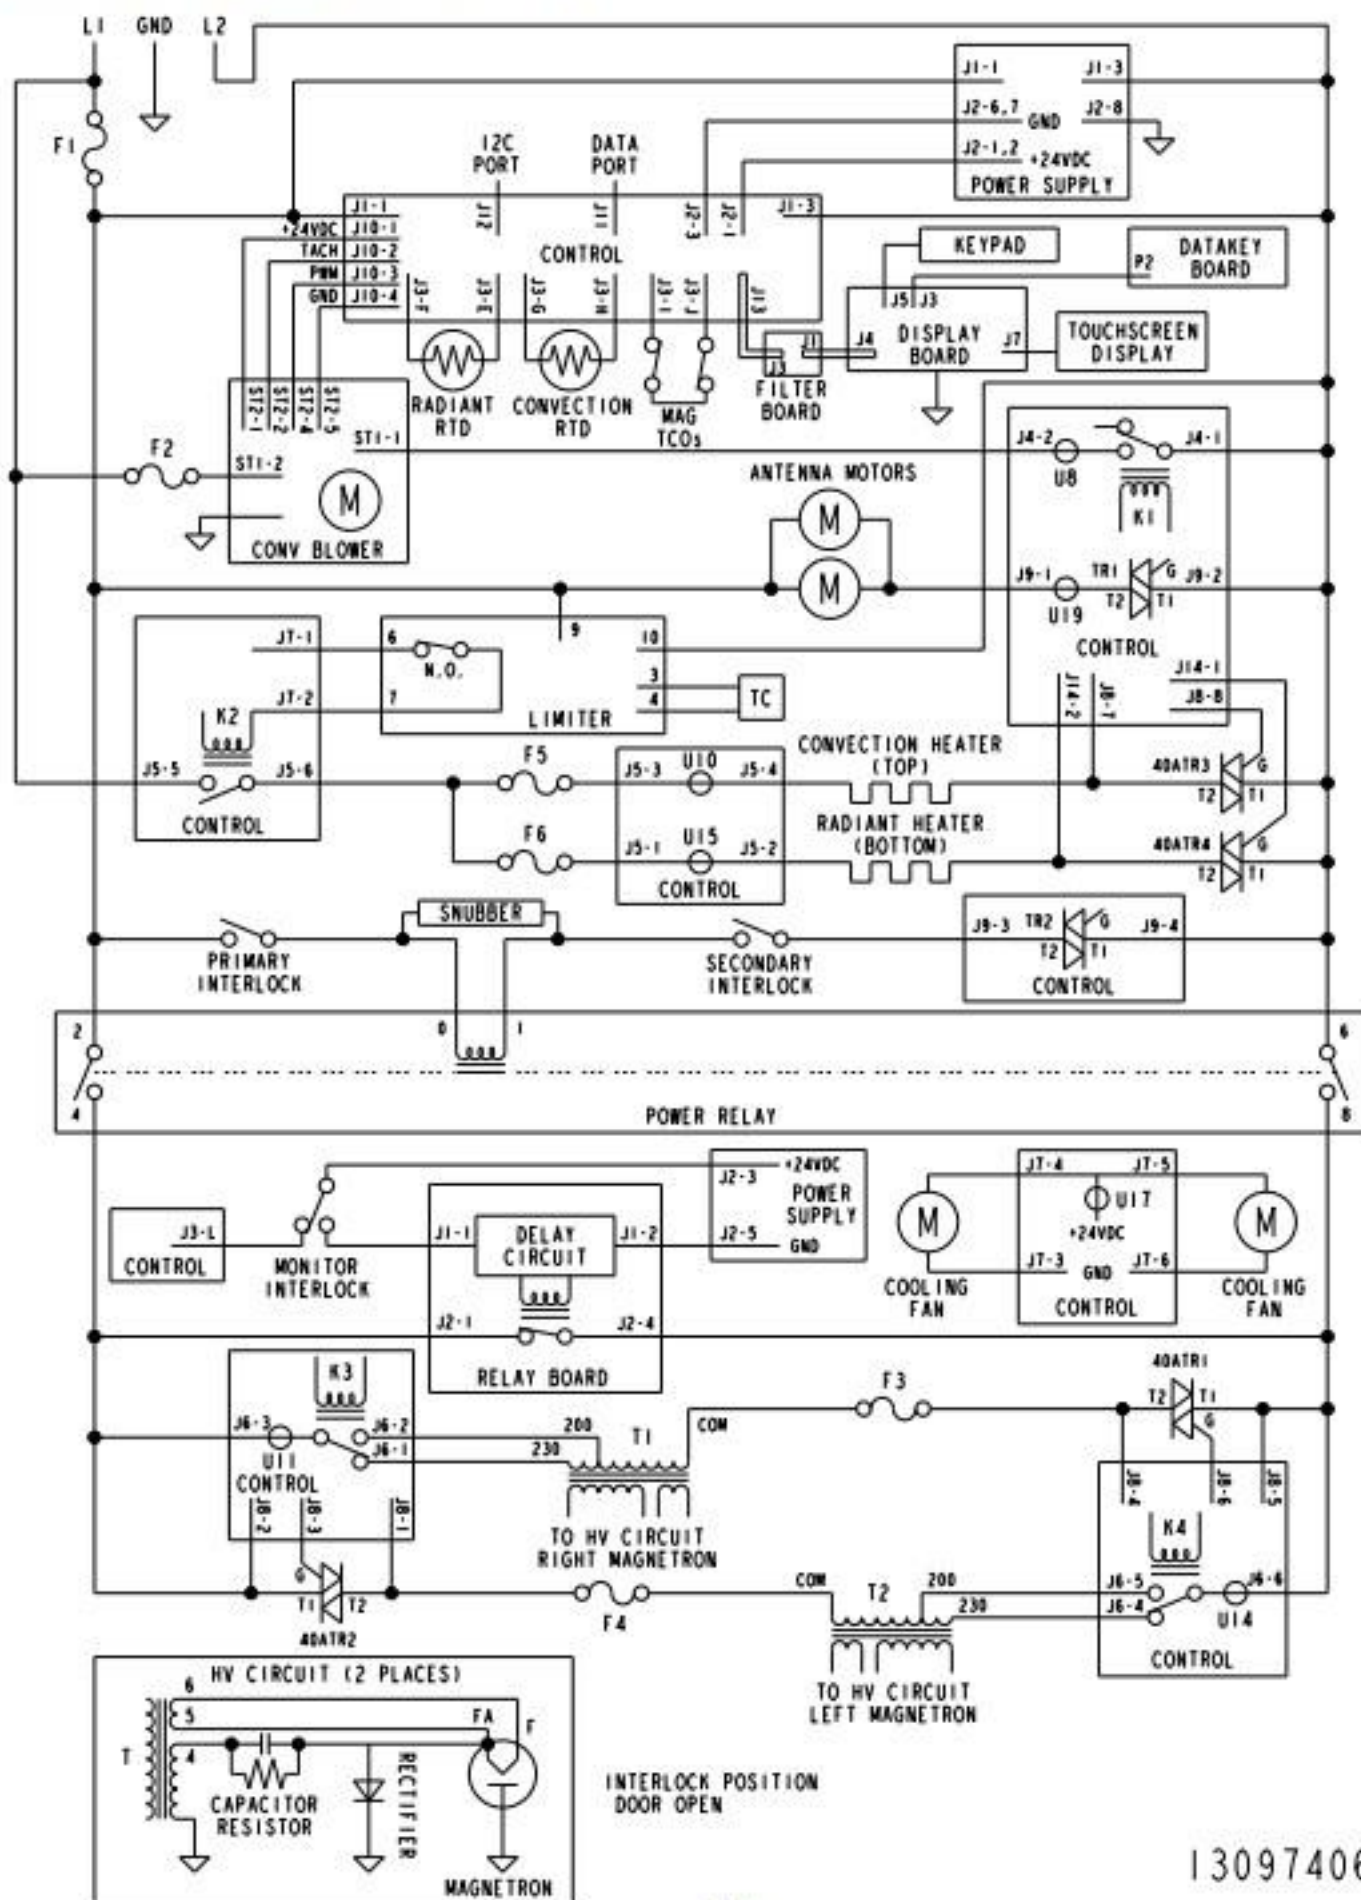 L1 GND L2
F1
J1-1 J1-3
J2-6,7 GND J2-8
J2-1,2 +24VDC
POWER SUPPLY
I2C
PORT
DATA
PORT
J1-1 J12 J11 J2-3 J2-1 J1-3
+24VDC J10-1
TACH J10-2
PWM J10-3
GND J10-4
CONTROL
J3-F J3-E J3-G J3-H J3-I J3-J J13
KEYPAD
P2 DATAKEY
BOARD
J5 J3
J4 DISPLAY
BOARD
J7
TOUCHSCREEN
DISPLAY
J1
J3
FILTER
BOARD
RADIANT
RTD
CONVECTION
RTD
MAG
TCOs
ST2-1 ST2-2 ST2-4 ST2-5
F2
ST1-1
ST1-2
M
CONV BLOWER
ANTENNA MOTORS
M
M
J4-2 J4-1
U8
K1
J9-1 TR1 G J9-2
T2 T1
U19
CONTROL
J14-1
J8-8
J14-2 J8-7
J7-1
J7-2
K2
J5-5 J5-6
CONTROL
6 9 10
N.O.
3
7 4
LIMITER
TC
F5
J5-3 U10 J5-4
CONVECTION HEATER
(TOP)
40ATR3 G
T2 T1
F6
J5-1 U15 J5-2
CONTROL
RADIANT HEATER
(BOTTOM)
40ATR4 G
T2 T1
SNUBBER
PRIMARY
INTERLOCK
SECONDARY
INTERLOCK
J9-3 TR2 G J9-4
T2 T1
CONTROL
2 0 1 6
4 8
POWER RELAY
J3-L
CONTROL
MONITOR
INTERLOCK
J1-1 DELAY
CIRCUIT
J1-2
J2-1 J2-4
RELAY BOARD
+24VDC
J2-3
POWER
SUPPLY
J2-5 GND
M
COOLING
FAN
J7-4 J7-5
U17
+24VDC
J7-3 GND J7-6
CONTROL
M
COOLING
FAN
K3
J6-3 J6-2
J6-1
U11
CONTROL
J8-2 J8-3 J8-1
200 T1 COM
230
TO HV CIRCUIT
RIGHT MAGNETRON
F3
40ATR1
T2 T1
G
J8-4 J8-6 J8-5
K4
J6-5 J6-6
J6-4
U14
CONTROL
G
T1 T2
40ATR2
F4
COM T2 200
230
TO HV CIRCUIT
LEFT MAGNETRON
HV CIRCUIT (2 PLACES)
6
5
T 4
FA F
CAPACITOR
RESISTOR
RECTIFIER
MAGNETRON
INTERLOCK POSITION
DOOR OPEN
13097406